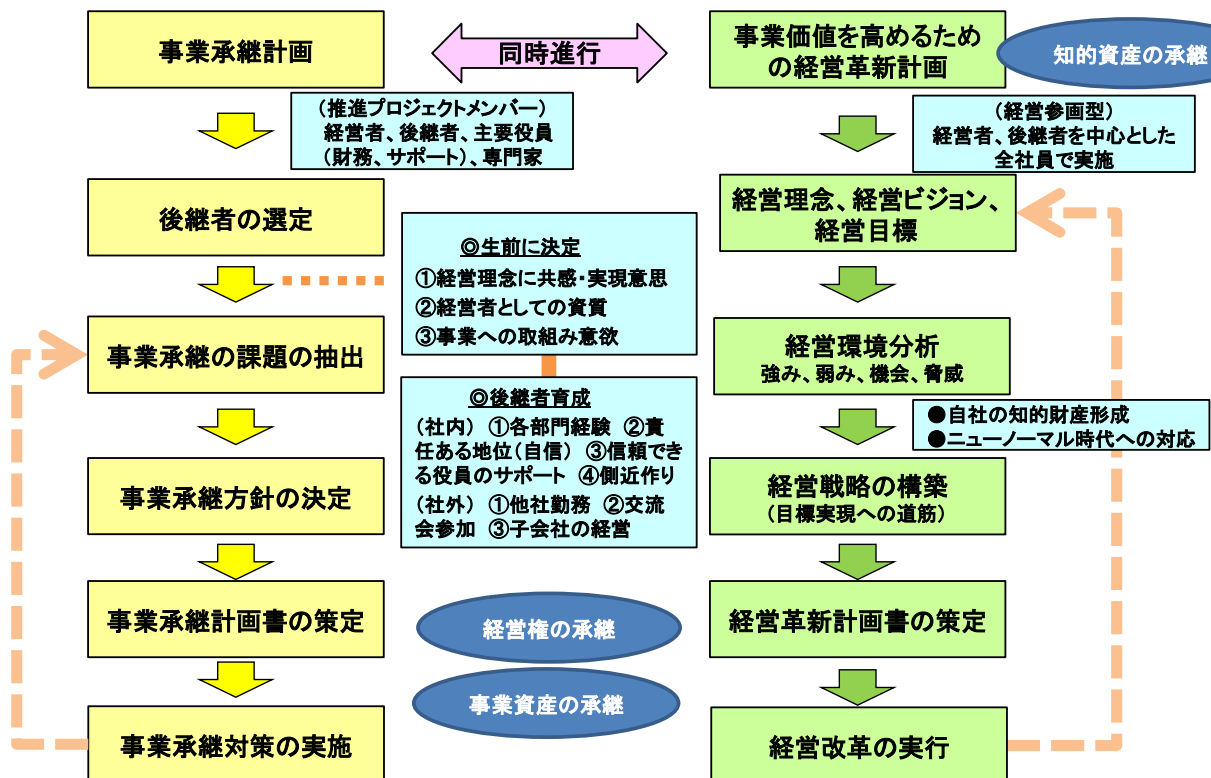 事業承継計画
同時進行
事業価値を高めるため
の経営革新計画
知的資産の承継
(推進プロジェクトメンバー)
経営者、後継者、主要役員
(財務、サポート)、専門家
(経営参画型)
経営者、後継者を中心とした
全社員で実施
後継者の選定
経営理念、経営ビジョン、
経営目標
◎生前に決定
①経営理念に共感・実現意思
②経営者としての資質
③事業への取組み意欲
事業承継の課題の抽出
経営環境分析
強み、弱み、機会、脅威
◎後継者育成
(社内) ①各部門経験 ②責
任ある地位(自信) ③信頼でき
る役員のサポート ④側近作り
(社外) ①他社勤務 ②交流
会参加 ③子会社の経営
●自社の知的財産形成
●ニューノーマル時代への対応
事業承継方針の決定
経営戦略の構築
(目標実現への道筋)
事業承継計画書の策定
経営権の承継
経営革新計画書の策定
事業資産の承継
事業承継対策の実施
経営改革の実行